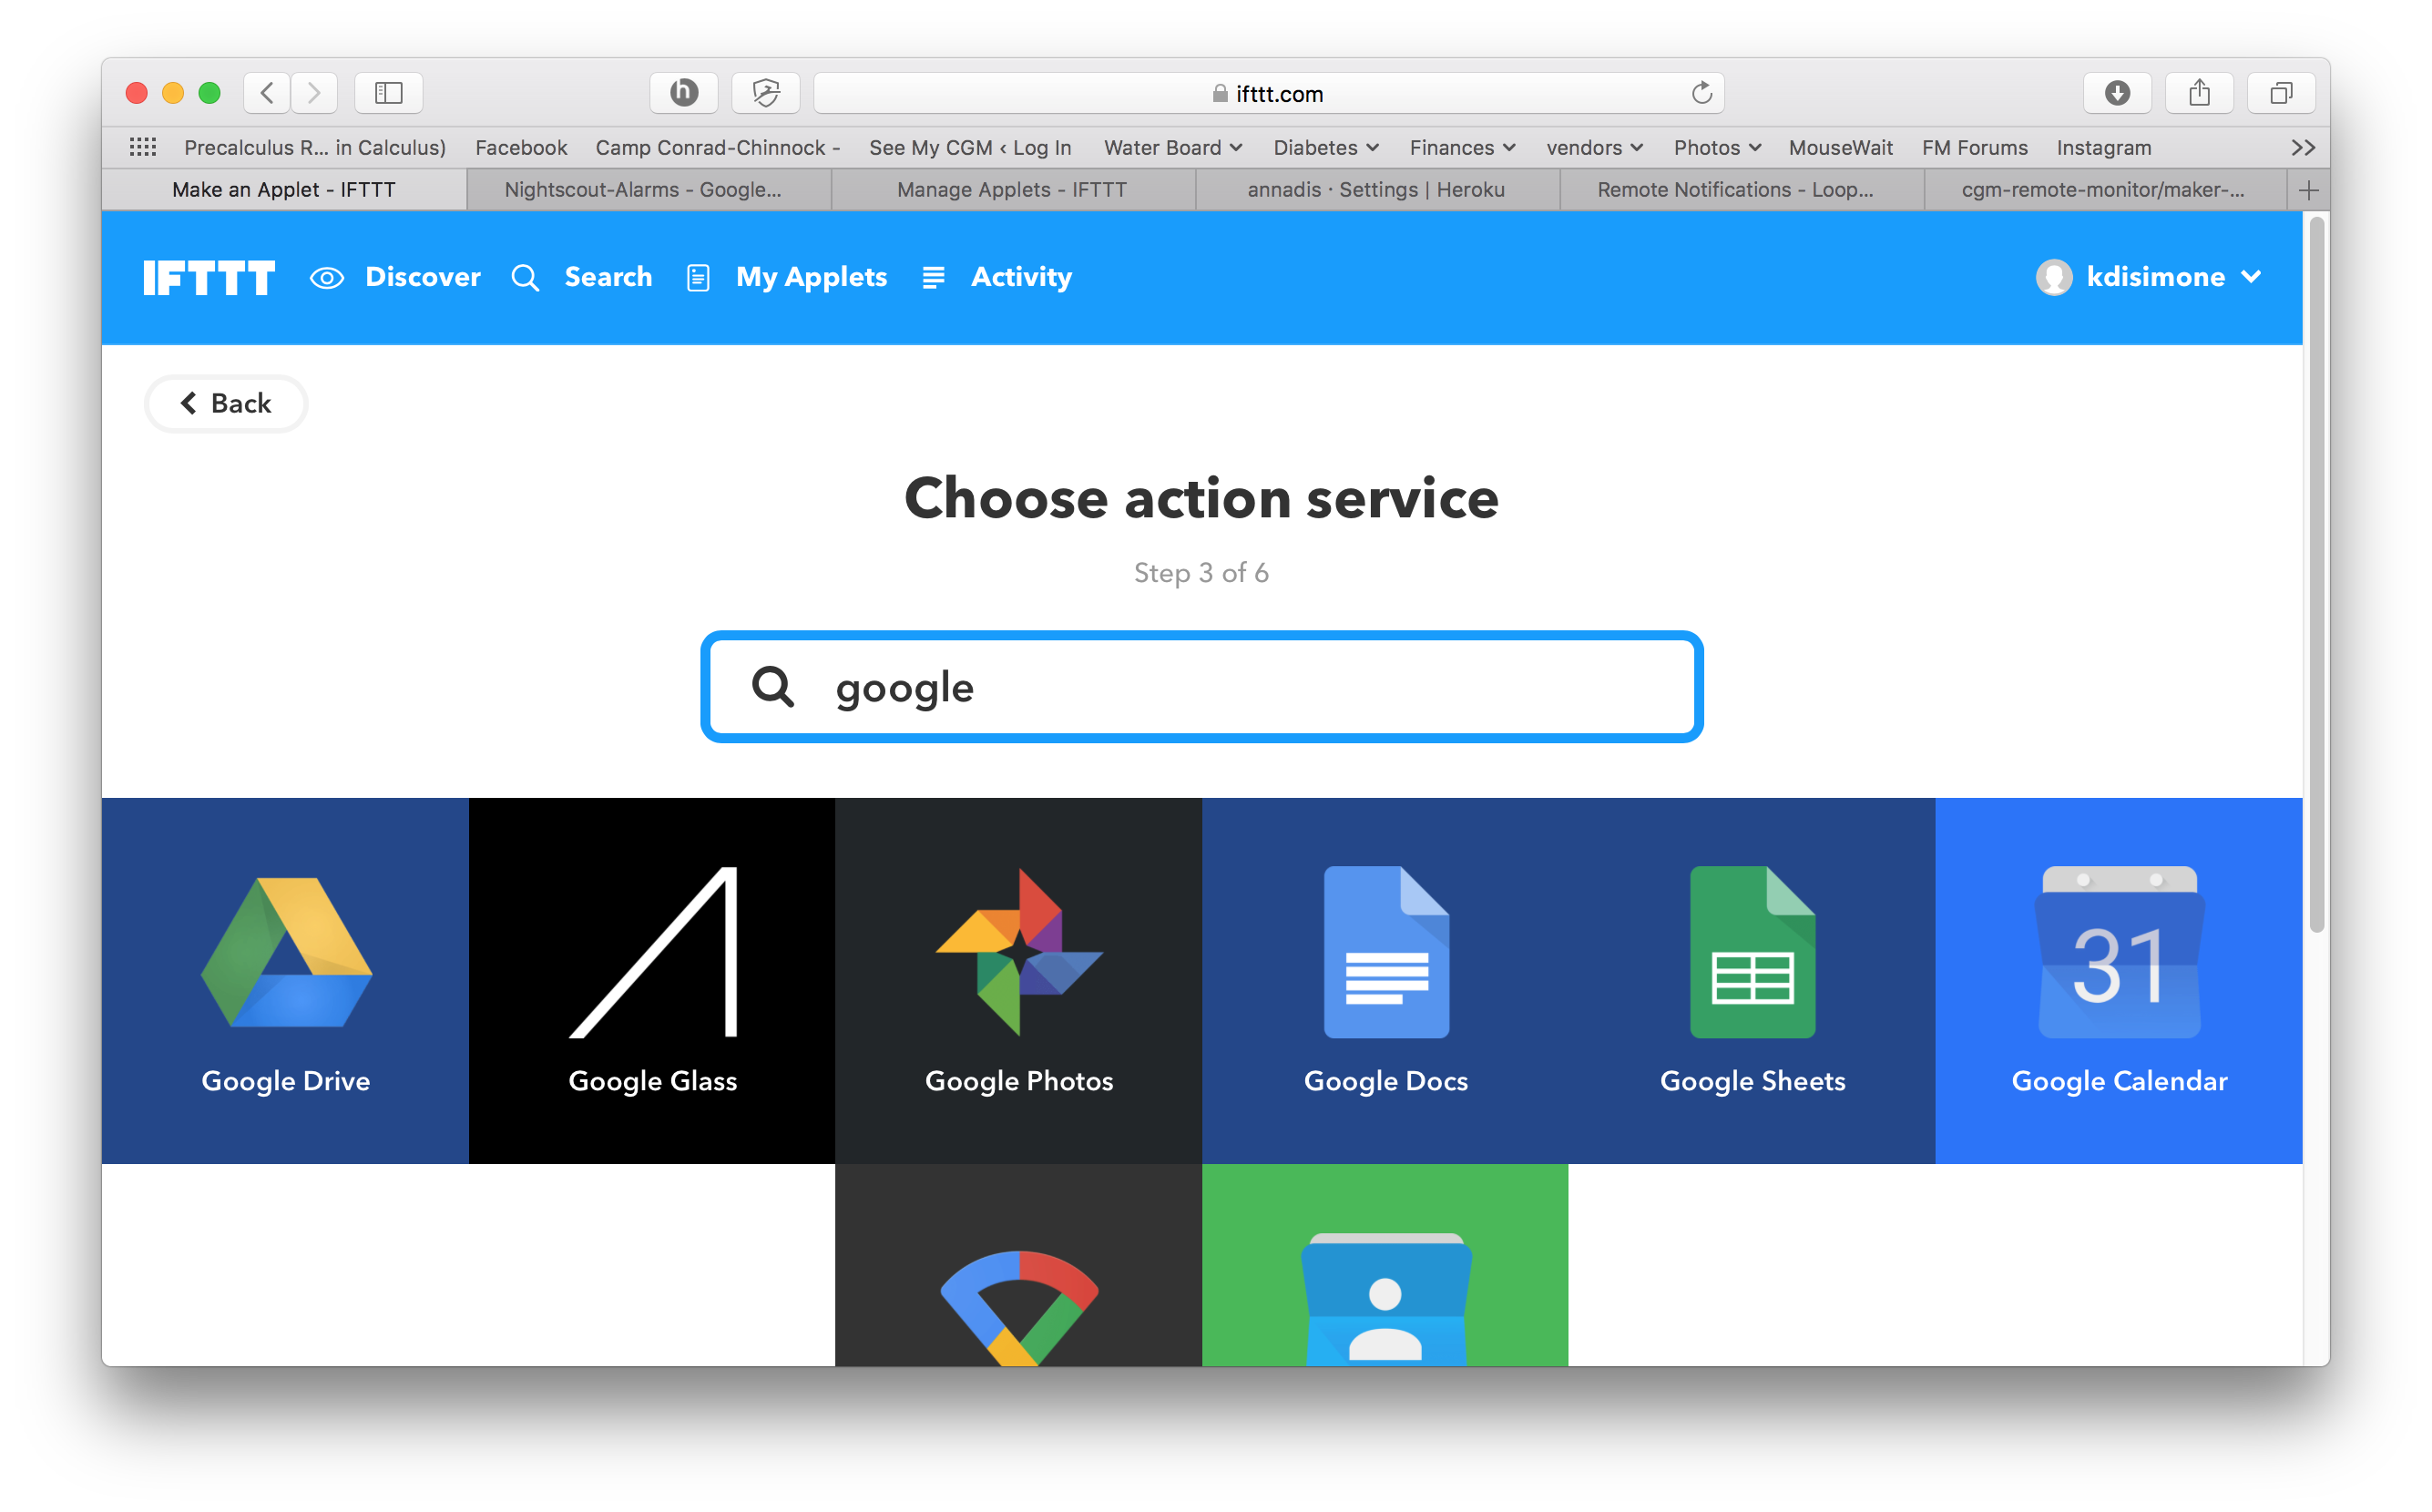 ifttt.com
Precalculus R... in Calculus) Facebook Camp Conrad-Chinnock - See My CGM ‹ Log In Water Board Diabetes Finances vendors Photos MouseWait FM Forums Instagram
Make an Applet - IFTTT Nightscout-Alarms - Google... Manage Applets - IFTTT annadis · Settings | Heroku Remote Notifications - Loop... cgm-remote-monitor/maker-...
IFTTT Discover Search My Applets Activity kdisimone
Back
Choose action service
Step 3 of 6
google
31
Google Drive Google Glass Google Photos Google Docs Google Sheets Google Calendar